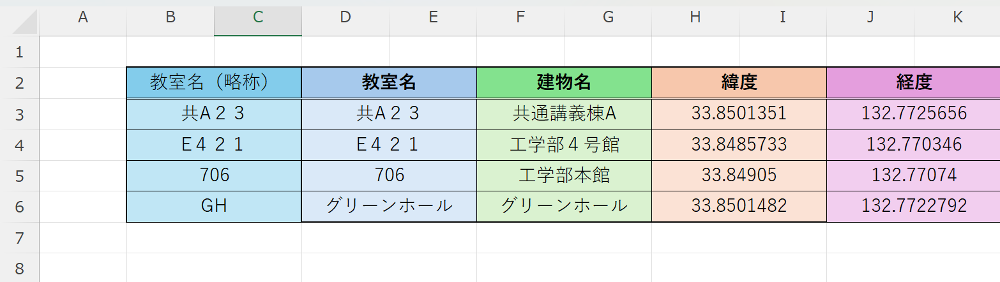 A B C D E F G H I J K
1
2 教室名（略称） 教室名 建物名 緯度 経度
3 共A２３ 共A２３ 共通講義棟A 33.8501351 132.7725656
4 E４２１ E４２１ 工学部４号館 33.8485733 132.770346
5 706 706 工学部本館 33.84905 132.77074
6 GH グリーンホール グリーンホール 33.8501482 132.7722792
7
8